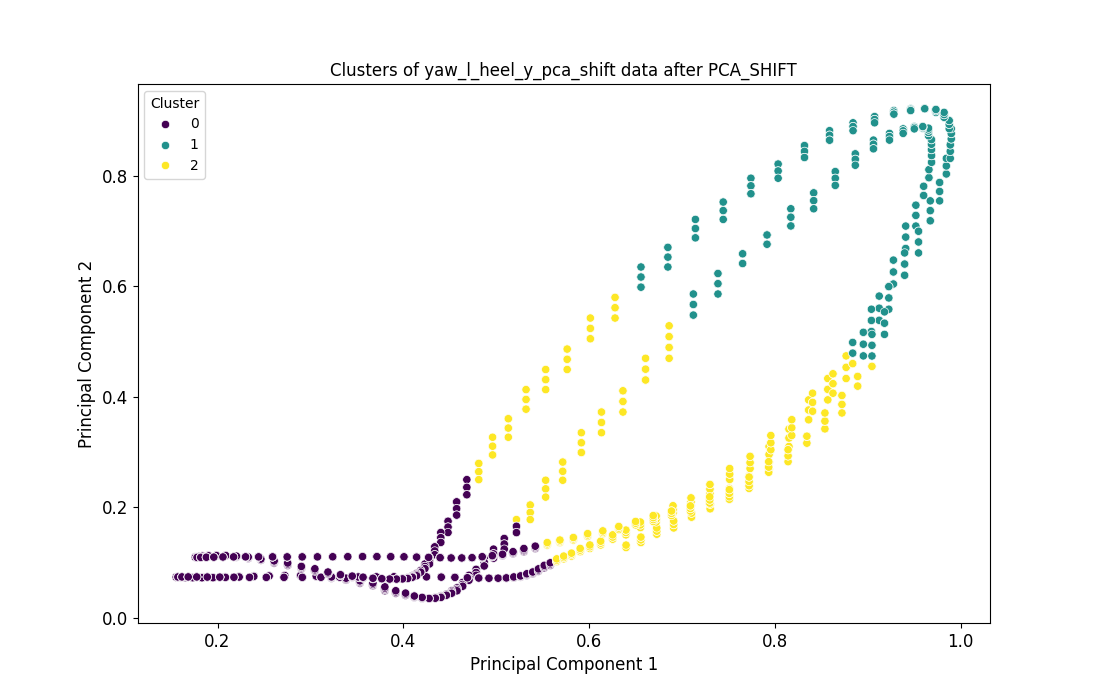 Clusters of yaw_l_heel_y_pca_shift data after PCA_SHIFT
Cluster
0
1
2
Principal Component 2
0.8
0.6
0.4
0.2
0.0
0.2 0.4 0.6 0.8 1.0
Principal Component 1